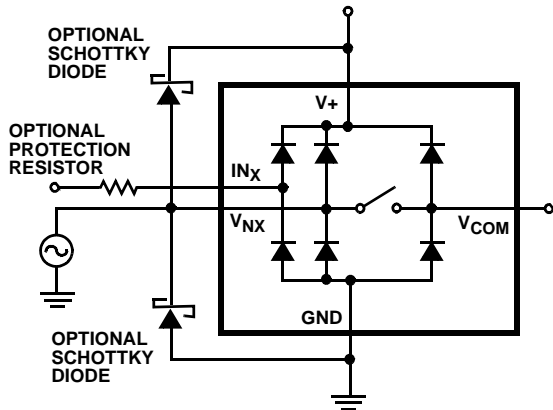 OPTIONAL
SCHOTTKY
DIODE
V+
OPTIONAL
PROTECTION
RESISTOR
INX
VNX
VCOM
GND
OPTIONAL
SCHOTTKY
DIODE